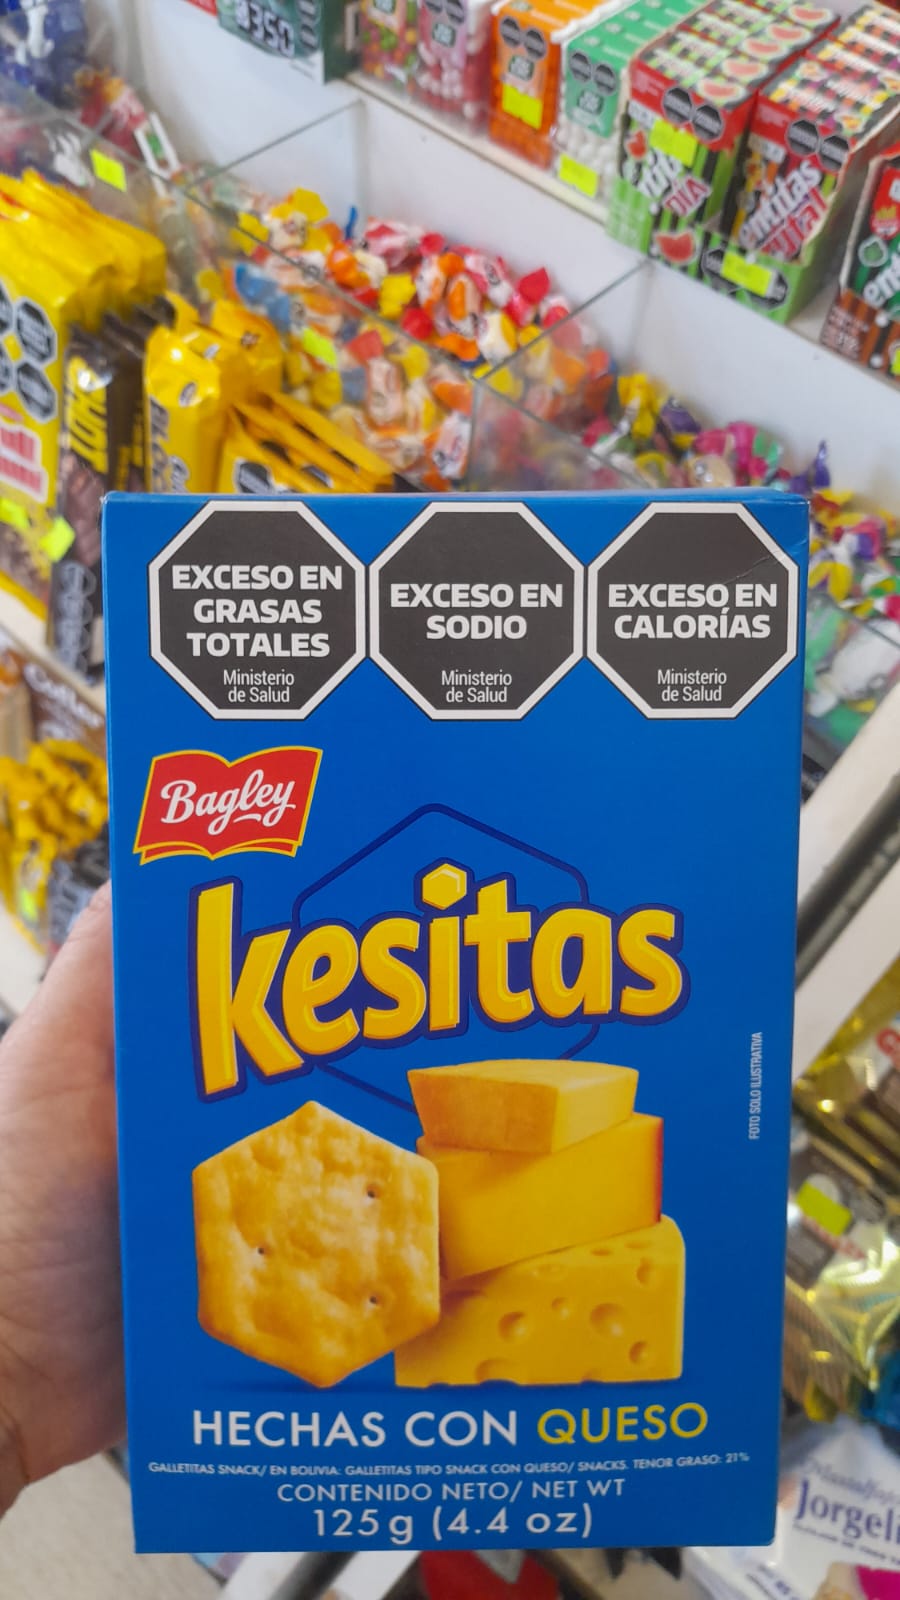 0350
EXCESO EN
GRASAS
TOTALES
Ministerio
de Salud
EXCESO EN
SODIO
Ministerio
de Salud
EXCESO EN
CALORÍAS
Ministerio
de Salud
Bagley
kesitas
FOTO SOLO ILUSTRATIVA
HECHAS CON QUESO
GALLETITAS SNACK/ EN BOLIVIA: GALLETITAS TIPO SNACK CON QUESO/ SNACKS. TENOR GRASO: 21%
CONTENIDO NETO/ NET WT
125 g (4.4 oz)